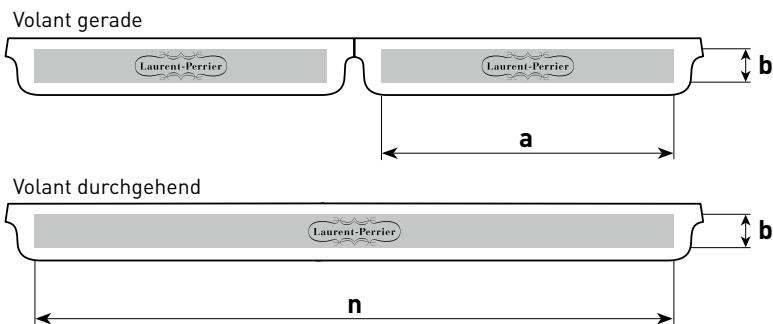 Volant gerade
Laurent-Perrier
Laurent-Perrier
b
a
Volant durchgehend
Laurent-Perrier
b
n